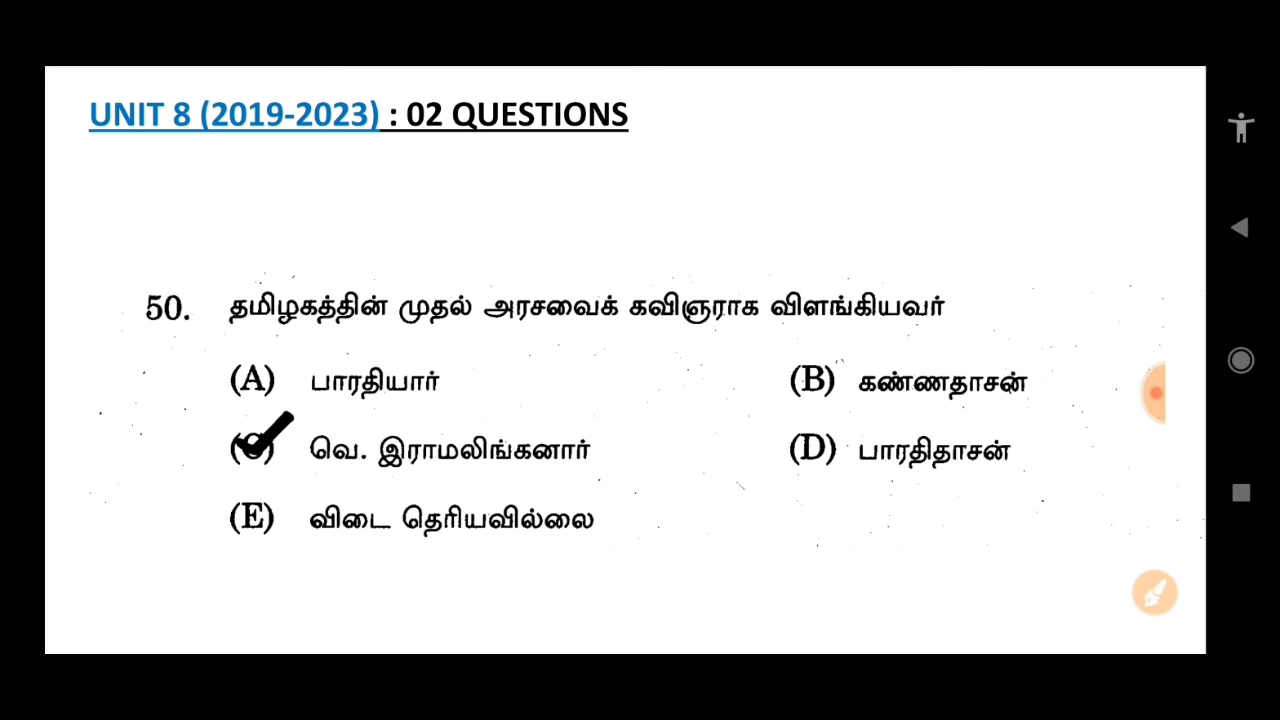 UNIT 8 (2019-2023) : 02 QUESTIONS
50. தமிழகத்தின் முதல் அரசவைக் கவிஞராக விளங்கியவர்
(A) பாரதியார் (B) கண்ணதாசன்
(C) வெ. இராமலிங்கனார் (D) பாரதிதாசன்
(E) விடை தெரியவில்லை